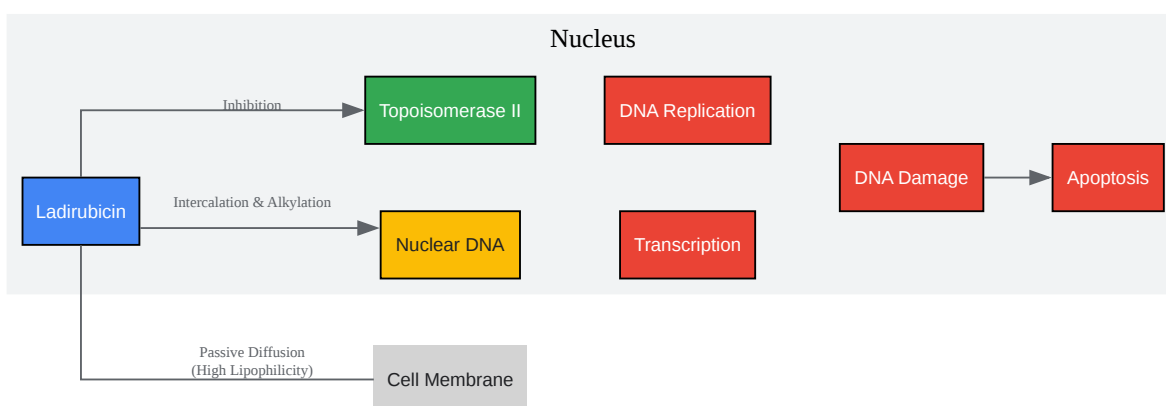 Nucleus
Inhibition
Topoisomerase II
DNA Replication
DNA Damage
Apoptosis
Ladirubicin
Intercalation & Alkylation
Nuclear DNA
Transcription
Passive Diffusion
(High Lipophilicity)
Cell Membrane